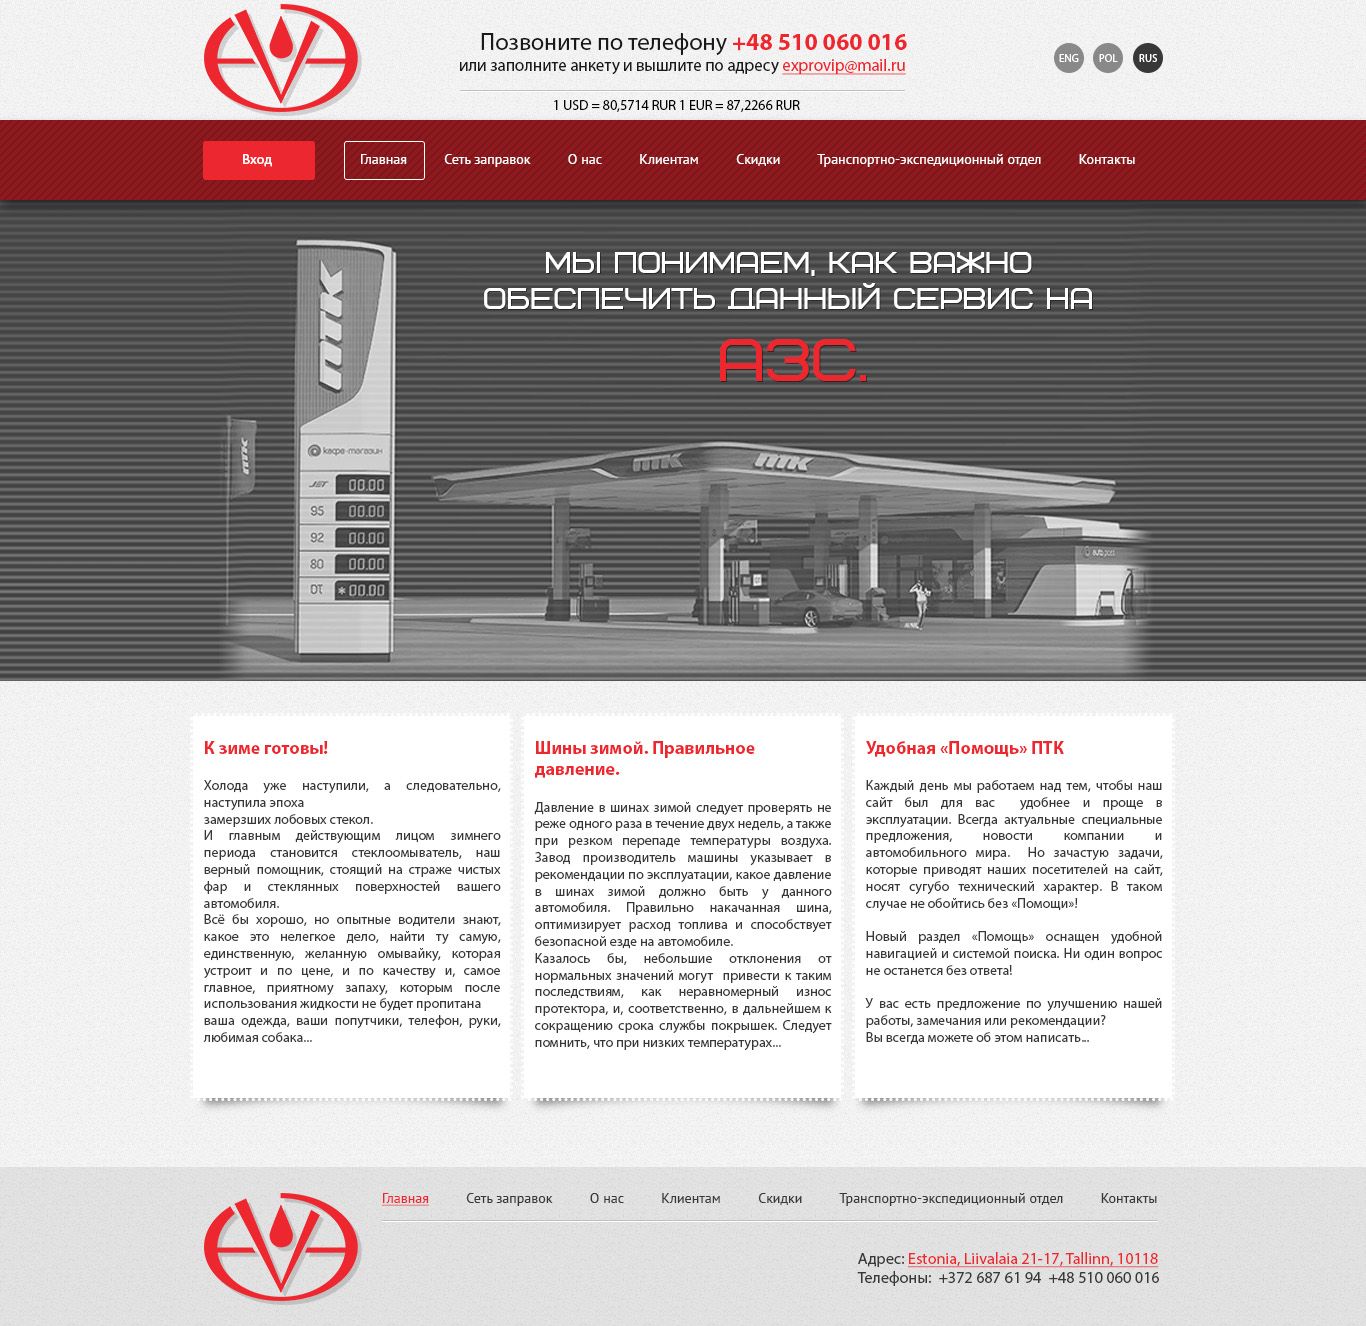 Позвоните по телефону +48 510 060 016
или заполните анкету и вышлите по адресу exprovip@mail.ru
1 USD = 80,5714 RUR 1 EUR = 87,2266 RUR
ENG POL RUS
Вход Главная Сеть заправок О нас Клиентам Скидки Транспортно-экспедиционный отдел Контакты
МЫ ПОНИМАЕМ, КАК ВАЖНО
ОБЕСПЕЧИТЬ ДАННЫЙ СЕРВИС НА
АЗС.
ПТК
ПТК
кафе-магазин
JET 00.00
95 00.00
92 00.00
80 00.00
ДТ *00.00
ПТК ПТК
К зиме готовы!
Холода уже наступили, а следовательно,
наступила эпоха
замерзших лобовых стекол.
И главным действующим лицом зимнего
периода становится стеклоомыватель, наш
верный помощник, стоящий на страже чистых
фар и стеклянных поверхностей вашего
автомобиля.
Всё бы хорошо, но опытные водители знают,
какое это нелегкое дело, найти ту самую,
единственную, желанную омывайку, которая
устроит и по цене, и по качеству и, самое
главное, приятному запаху, которым после
использования жидкости не будет пропитана
ваша одежда, ваши попутчики, телефон, руки,
любимая собака...
Шины зимой. Правильное
давление.
Давление в шинах зимой следует проверять не
реже одного раза в течение двух недель, а также
при резком перепаде температуры воздуха.
Завод производитель машины указывает в
рекомендации по эксплуатации, какое давление
в шинах зимой должно быть у данного
автомобиля. Правильно накачанная шина,
оптимизирует расход топлива и способствует
безопасной езде на автомобиле.
Казалось бы, небольшие отклонения от
нормальных значений могут привести к таким
последствиям, как неравномерный износ
протектора, и, соответственно, в дальнейшем к
сокращению срока службы покрышек. Следует
помнить, что при низких температурах...
Удобная «Помощь» ПТК
Каждый день мы работаем над тем, чтобы наш
сайт был для вас удобнее и проще в
эксплуатации. Всегда актуальные специальные
предложения, новости компании и
автомобильного мира. Но зачастую задачи,
которые приводят наших посетителей на сайт,
носят сугубо технический характер. В таком
случае не обойтись без «Помощи»!
Новый раздел «Помощь» оснащен удобной
навигацией и системой поиска. Ни один вопрос
не останется без ответа!
У вас есть предложение по улучшению нашей
работы, замечания или рекомендации?
Вы всегда можете об этом написать...
Главная Сеть заправок О нас Клиентам Скидки Транспортно-экспедиционный отдел Контакты
Адрес: Estonia, Liivalaia 21-17, Tallinn, 10118
Телефоны: +372 687 61 94 +48 510 060 016